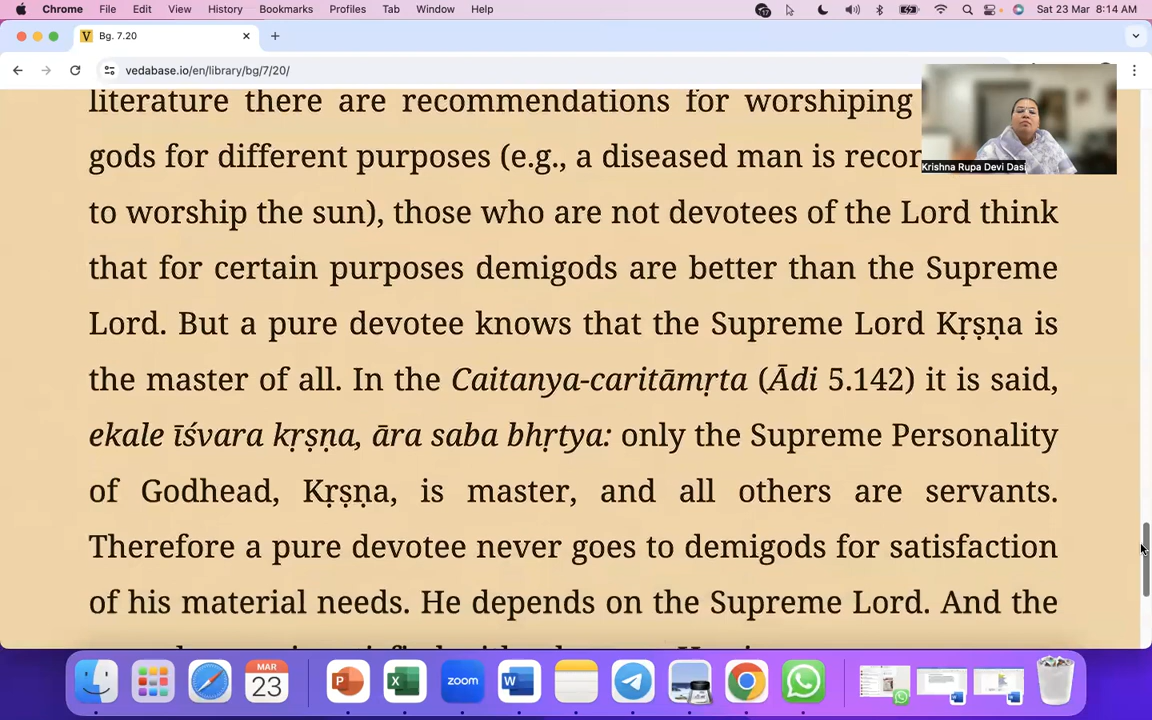 Chrome File Edit View History Bookmarks Profiles Tab Window Help Sat 23 Mar 8:14 AM
Bg. 7.20
vedabase.io/en/library/bg/7/20/
literature there are recommendations for worshiping
gods for different purposes (e.g., a diseased man is
Krishna Rupa Devi Dasi
to worship the sun), those who are not devotees of the Lord think
that for certain purposes demigods are better than the Supreme
Lord. But a pure devotee knows that the Supreme Lord Kṛṣṇa is
the master of all. In the Caitanya-caritāmṛta (Ādi 5.142) it is said,
ekale īśvara kṛṣṇa, āra saba bhṛtya: only the Supreme Personality
of Godhead, Kṛṣṇa, is master, and all others are servants.
Therefore a pure devotee never goes to demigods for satisfaction
of his material needs. He depends on the Supreme Lord. And the
MAR
23
zoom